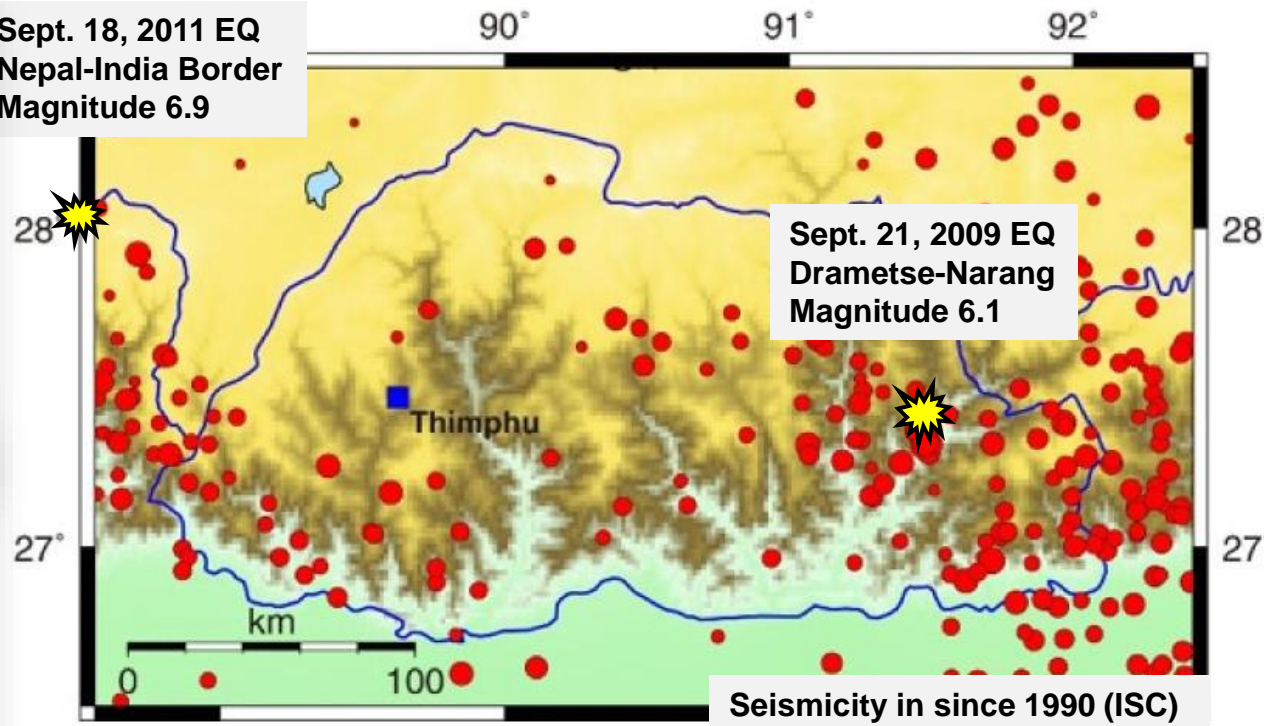 Sept. 18, 2011 EQ
Nepal-India Border
Magnitude 6.9
90°
91°
92°
28
28
Sept. 21, 2009 EQ
Drametse-Narang
Magnitude 6.1
Thimphu
27°
27
km
0
100
Seismicity in since 1990 (ISC)